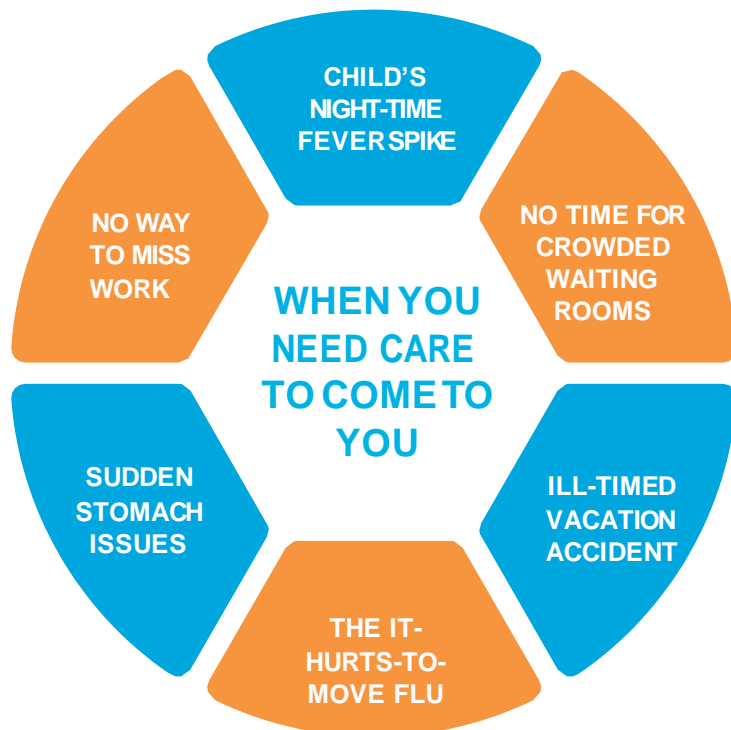 CHILD'S
NIGHT-TIME
FEVER SPIKE
NO TIME FOR
CROWDED
WAITING
ROOMS
ILL-TIMED
VACATION
ACCIDENT
THE IT-
HURTS-TO-
MOVE FLU
SUDDEN
STOMACH
ISSUES
NO WAY
TO MISS
WORK
WHEN YOU
NEED CARE
TO COME TO
YOU